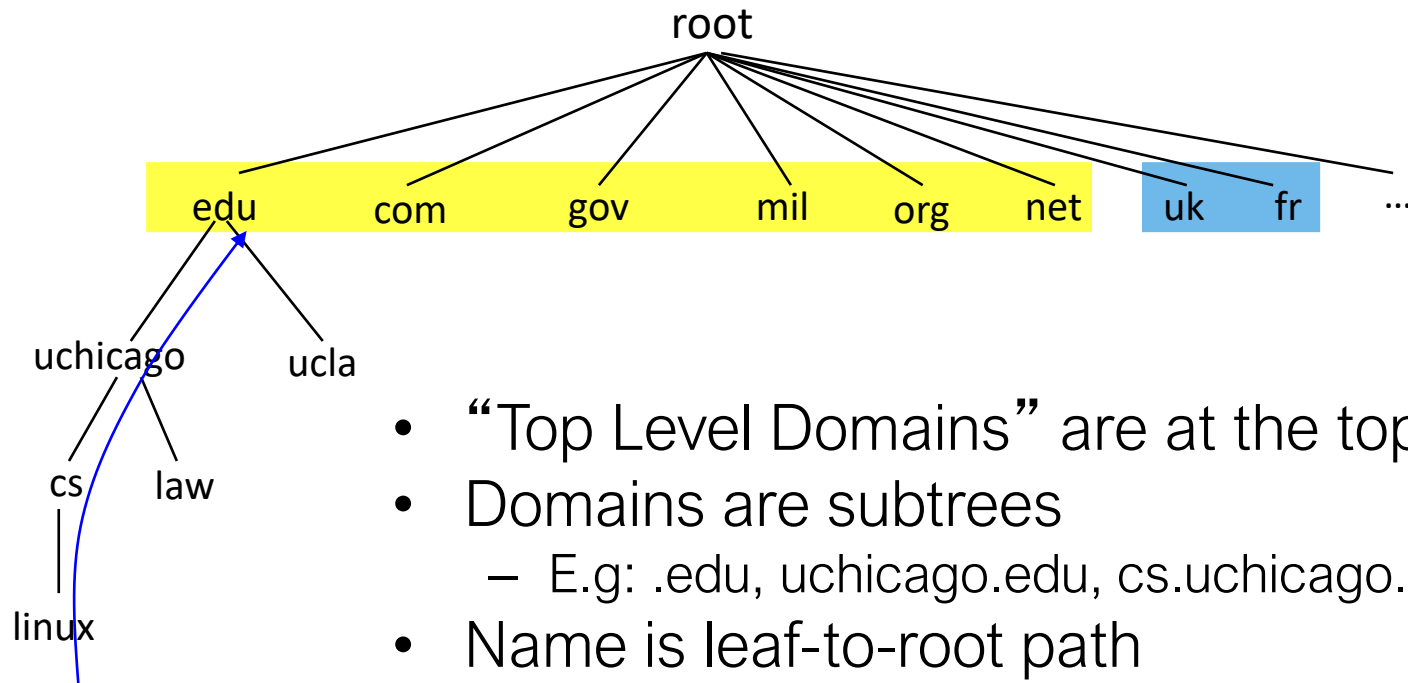 root
edu com gov mil org net uk fr ...
uchicago ucla
• “Top Level Domains” are at the top
cs law
• Domains are subtrees
– E.g: .edu, uchicago.edu, cs.uchicago.
linux
• Name is leaf-to-root path